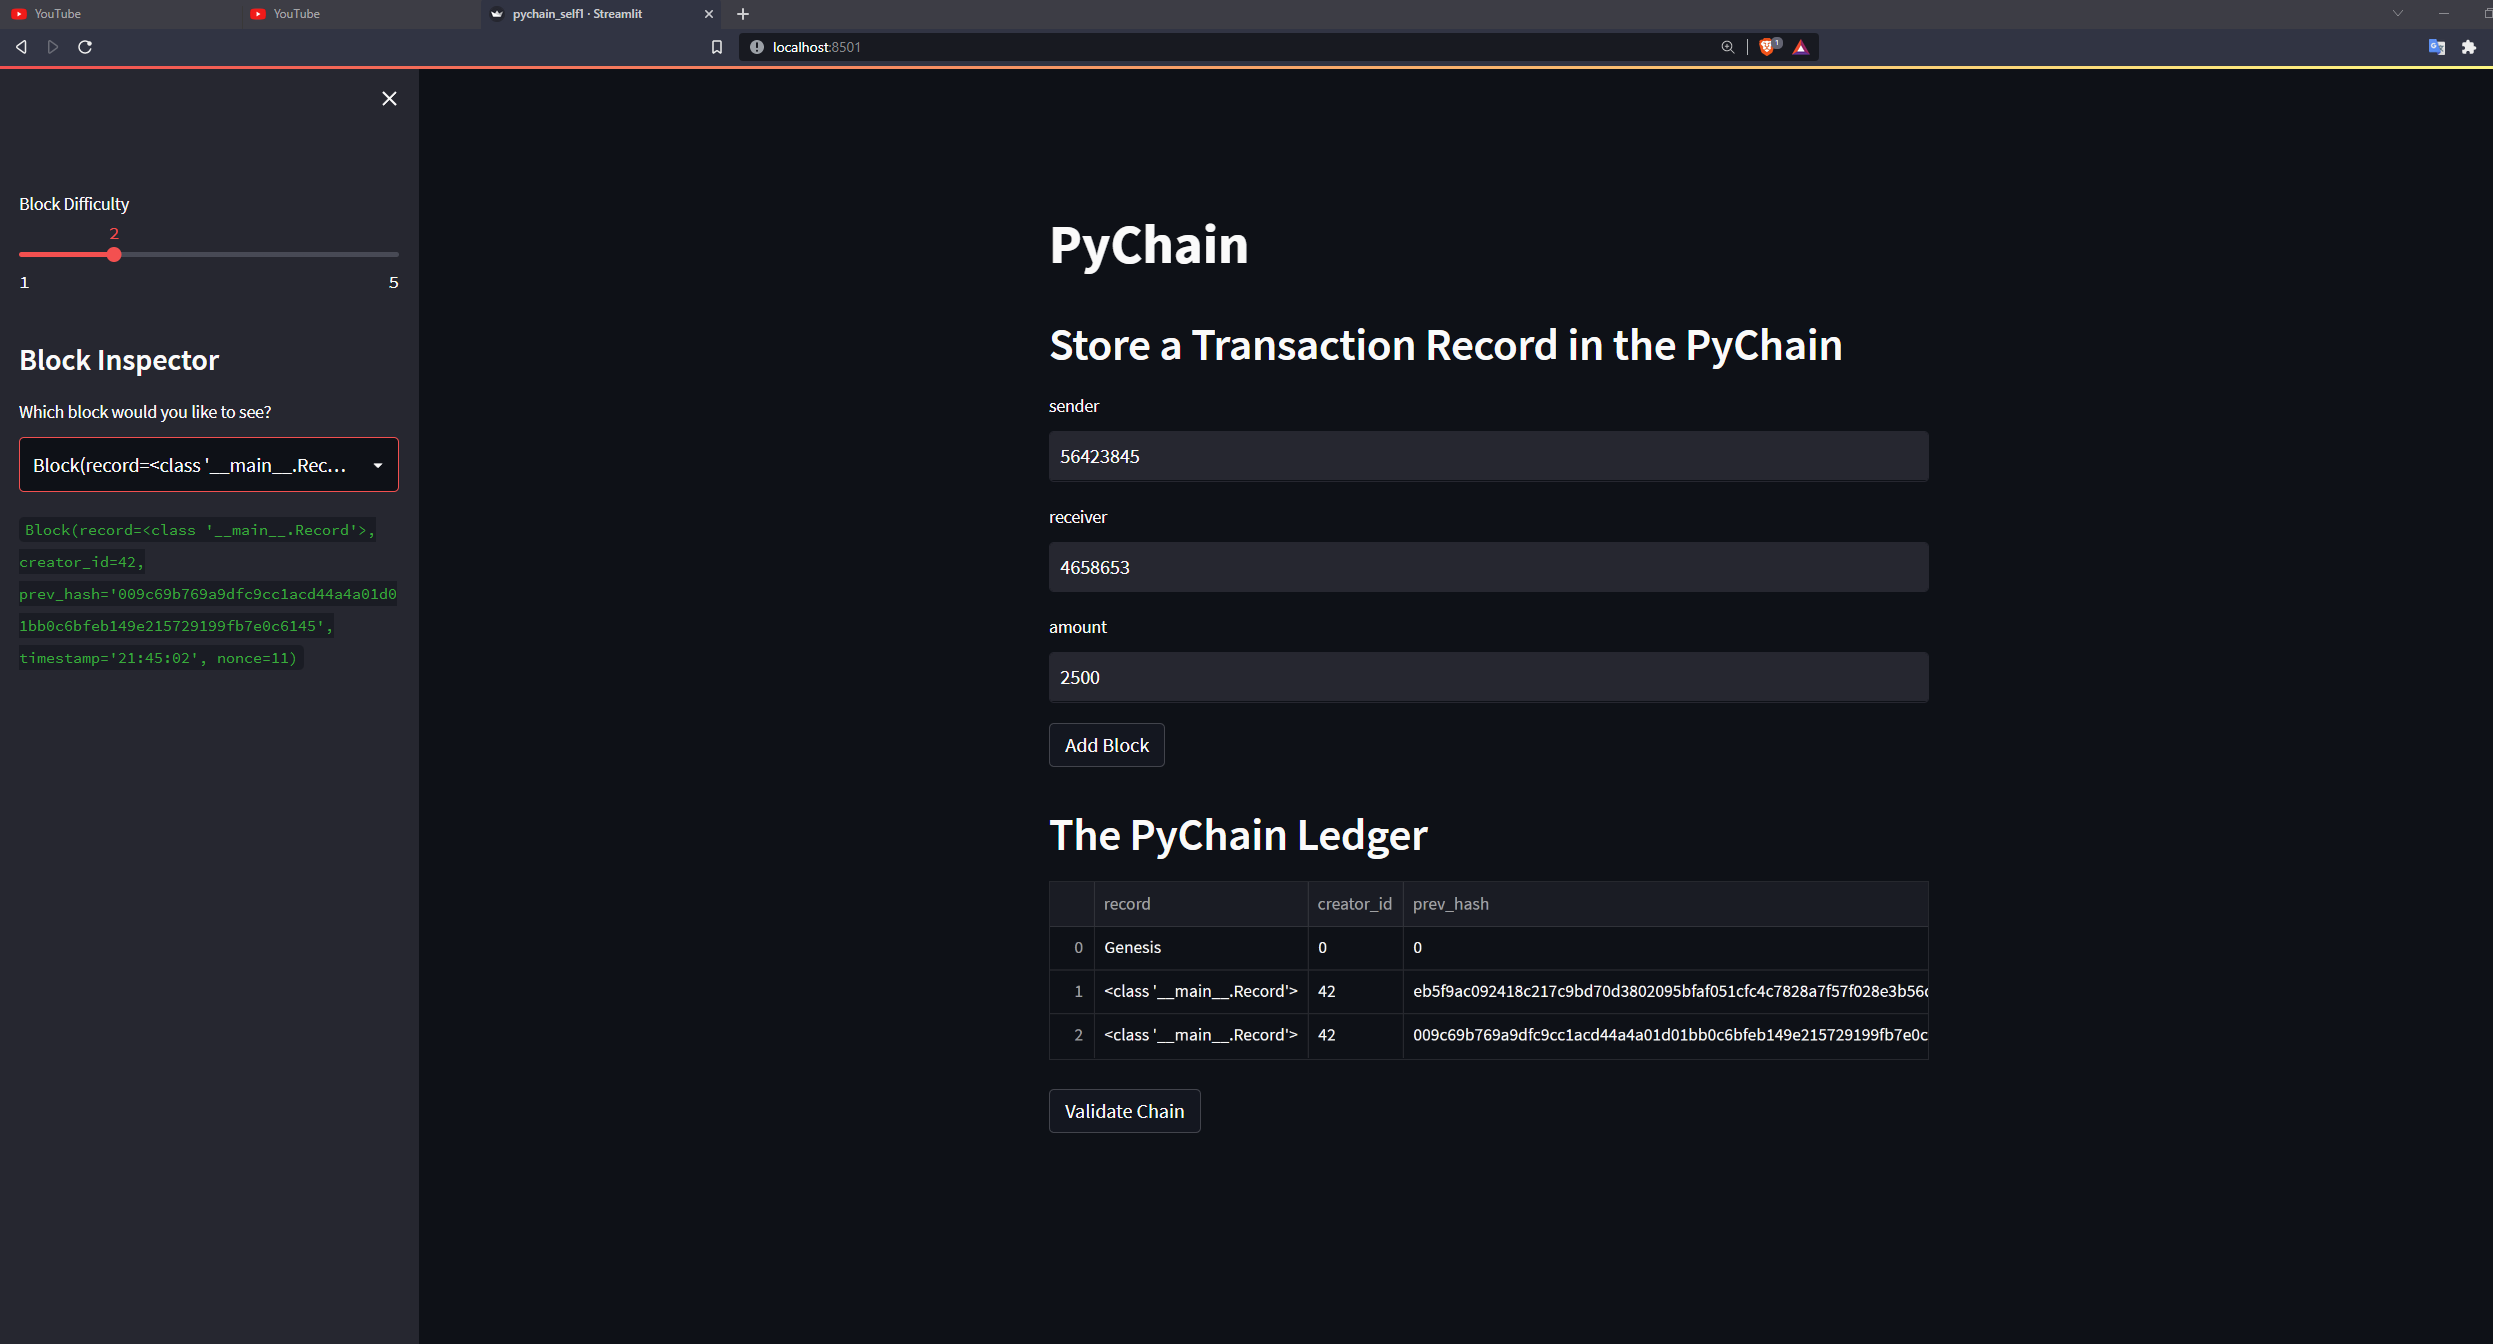 YouTube
YouTube
pychain_self1 · Streamlit
localhost:8501
1
Block Difficulty
2
1 5
Block Inspector
Which block would you like to see?
Block(record=<class '__main__.Rec...
Block(record=<class '__main__.Record'>,
creator_id=42,
prev_hash='009c69b769a9dfc9cc1acd44a4a01d0
1bb0c6bfeb149e215729199fb7e0c6145',
timestamp='21:45:02', nonce=11)
PyChain
Store a Transaction Record in the PyChain
sender
56423845
receiver
4658653
amount
2500
Add Block
The PyChain Ledger
record creator_id prev_hash
0 Genesis 0 0
1 <class '__main__.Record'> 42 eb5f9ac092418c217c9bd70d3802095bfaf051cfc4c7828a7f57f028e3b56c
2 <class '__main__.Record'> 42 009c69b769a9dfc9cc1acd44a4a01d01bb0c6bfeb149e215729199fb7e0c
Validate Chain